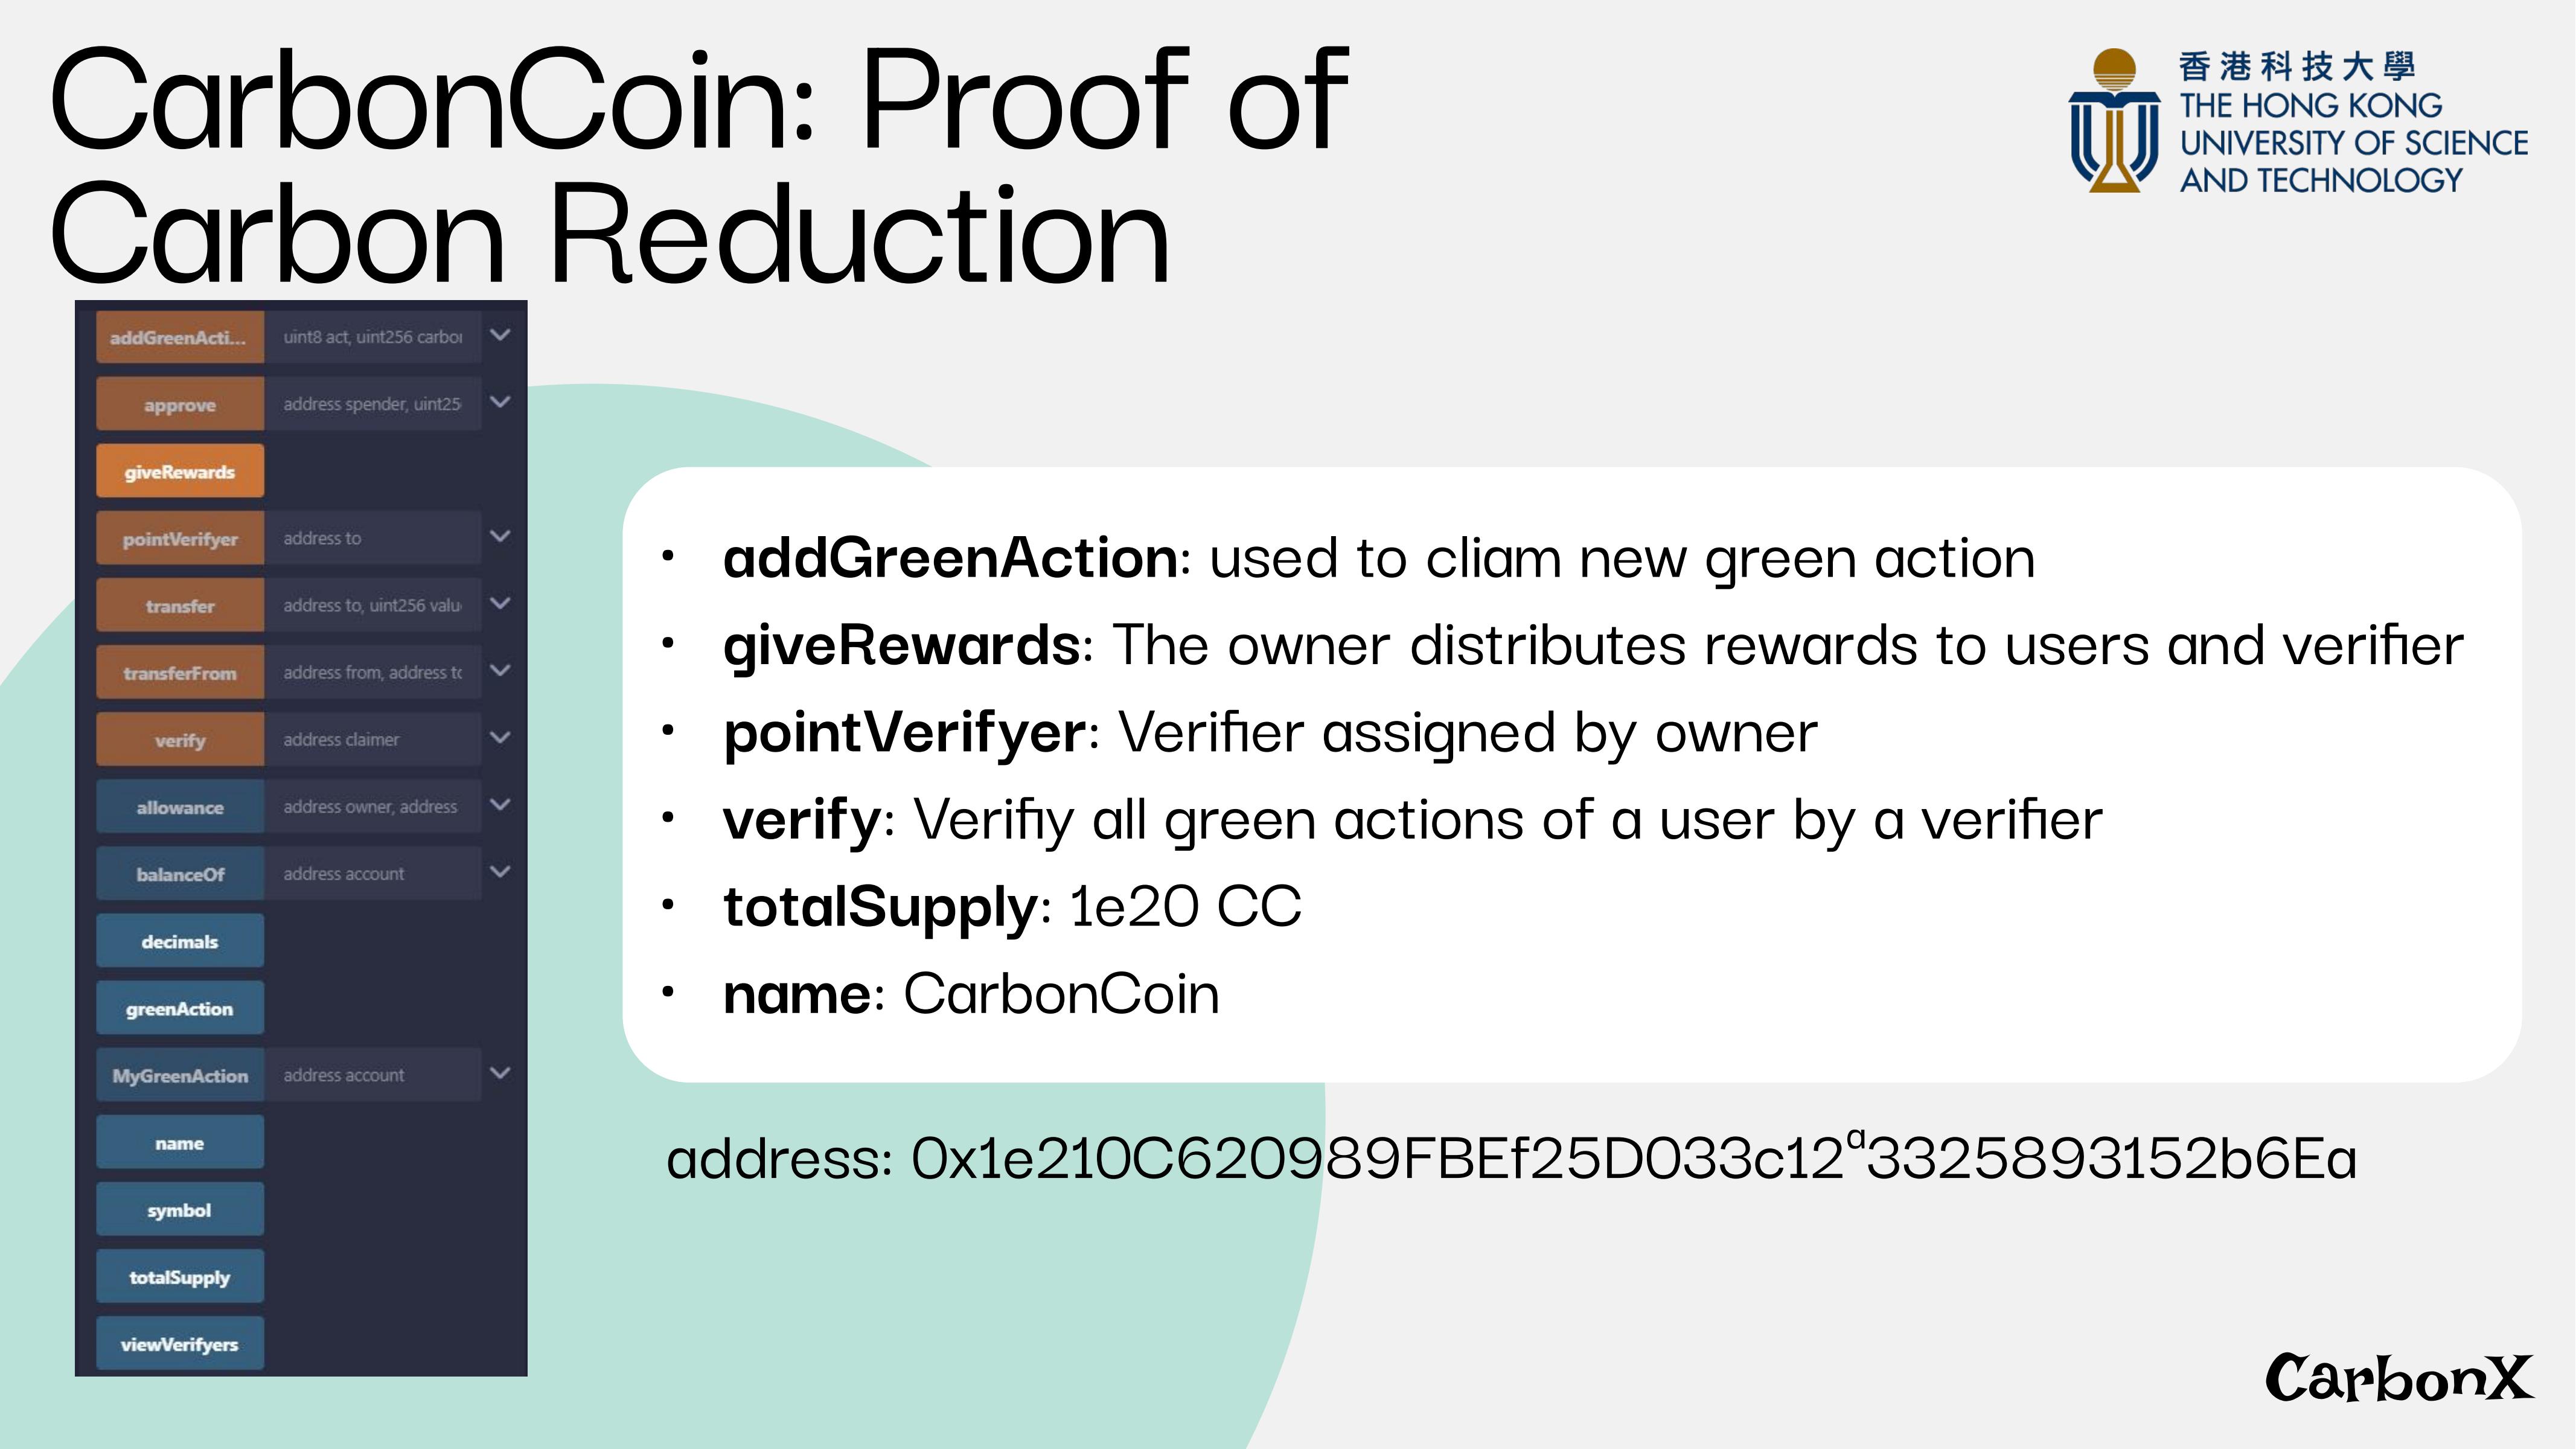 CarbonCoin: Proof of
Carbon Reduction
香港科技大學
THE HONG KONG
UNIVERSITY OF SCIENCE
AND TECHNOLOGY
addGreenActi... uint8 act, uint256 carbo
approve address spender, uint25
giveRewards
pointVerifyer address to
transfer address to, uint256 valu
transferFrom address from, address to
verify address claimer
allowance address owner, address
balanceOf address account
decimals
greenAction
MyGreenAction address account
name
symbol
totalSupply
viewVerifyers
• addGreenAction: used to cliam new green action
• giveRewards: The owner distributes rewards to users and verifier
• pointVerifyer: Verifier assigned by owner
• verify: Verifiy all green actions of a user by a verifier
• totalSupply: 1e20 CC
• name: CarbonCoin
address: 0x1e210C620989FBEf25D033c12ª3325893152b6Ea
CarbonX